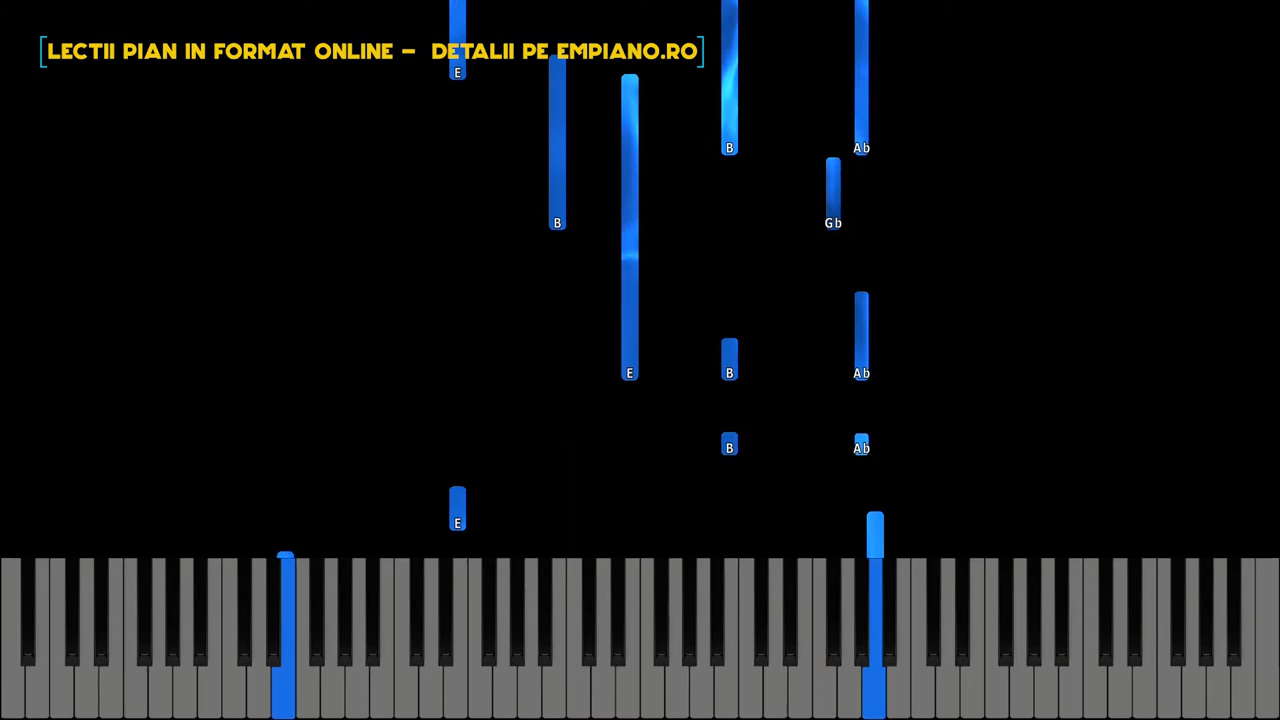 [LECTII PIAN IN FORMAT ONLINE - DETALII PE EMPIANO.RO]
E
B Ab
B Gb
E B Ab
B Ab
E